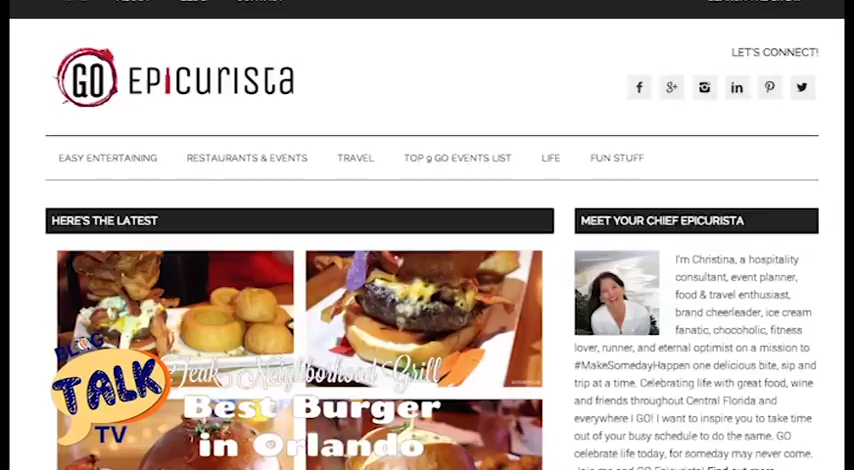 LET'S CONNECT!
GO EPICURISTA
EASY ENTERTAINING RESTAURANTS & EVENTS TRAVEL TOP 9 GO EVENTS LIST LIFE FUN STUFF
HERE'S THE LATEST
Teak Neighborhood Grill
Best Burger
in Orlando
BLOG
TALK
TV
MEET YOUR CHIEF EPICURISTA
I'm Christina, a hospitality
consultant, event planner,
food & travel enthusiast,
brand cheerleader, ice cream
fanatic, chocoholic, fitness
lover, runner, and eternal optimist on a mission to
#MakeSomedayHappen one delicious bite, sip and
trip at a time. Celebrating life with great food, wine
and friends throughout Central Florida and
everywhere I GO! I want to inspire you to take time
out of your busy schedule to do the same. GO
celebrate life today, for someday may never come.